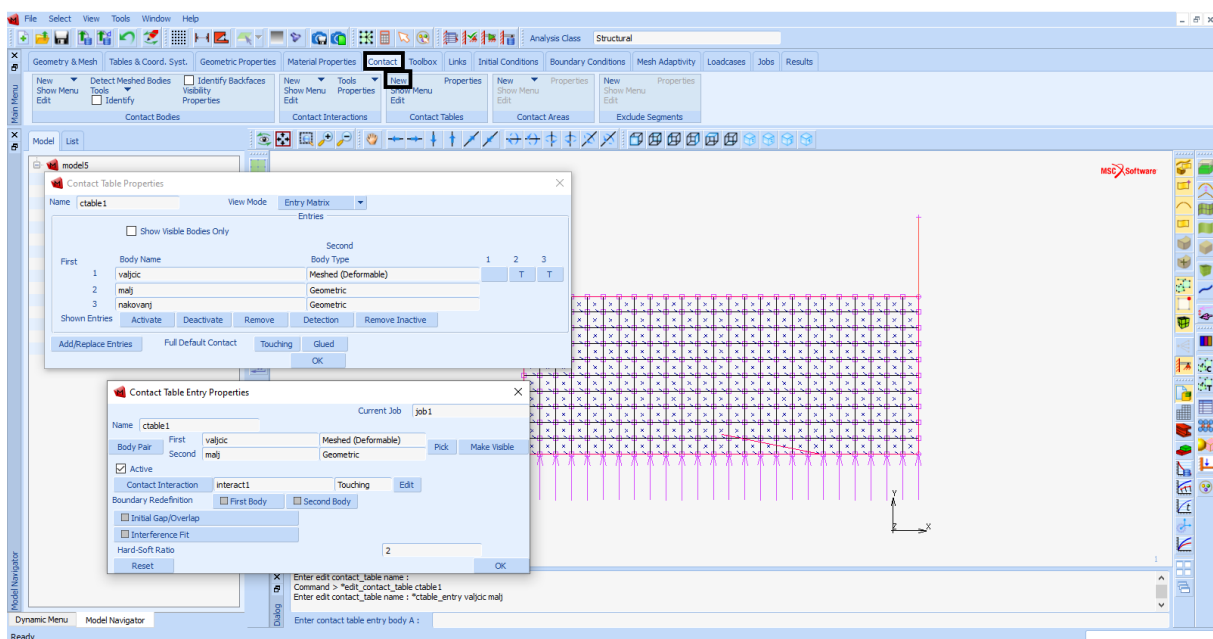 File Select View Tools Window Help
Analysis Class Structural
Geometry & Mesh Tables & Coord. Syst. Geometric Properties Material Properties Contact Toolbox Links Initial Conditions Boundary Conditions Mesh Adaptivity Loadcases Jobs Results
New Detect Meshed Bodies Identify Backfaces New Tools New Properties New Properties New Properties
Show Menu Tools Visibility Show Menu Properties Show Menu Show Menu Show Menu
Edit Identify Properties Edit Edit Edit Edit
Contact Bodies Contact Interactions Contact Tables Contact Areas Exclude Segments
Main Menu
Model List
model5
MSC Software
Contact Table Properties
Name ctable1 View Mode Entry Matrix
Entries
Show Visible Bodies Only
Second
First Body Name Body Type 1 2 3
1 valjcic Meshed (Deformable) T T
2 malj Geometric
3 nakovanj Geometric
Shown Entries Activate Deactivate Remove Detection Remove Inactive
Add/Replace Entries Full Default Contact Touching Glued
OK
Contact Table Entry Properties
Current Job job1
Name ctable1
Body Pair First valjcic Meshed (Deformable) Pick Make Visible
Second malj Geometric
Active
Contact Interaction interact1 Touching Edit
Boundary Redefinition First Body Second Body
Initial Gap/Overlap
Interference Fit
Hard-Soft Ratio 2
Reset OK
Y
Z X
1
Model Navigator
Dialog
Enter edit contact_table name :
Command > *edit_contact_table ctable1
Enter edit contact_table name : *ctable_entry valjcic malj
Enter contact table entry body A :
Dynamic Menu Model Navigator
Ready